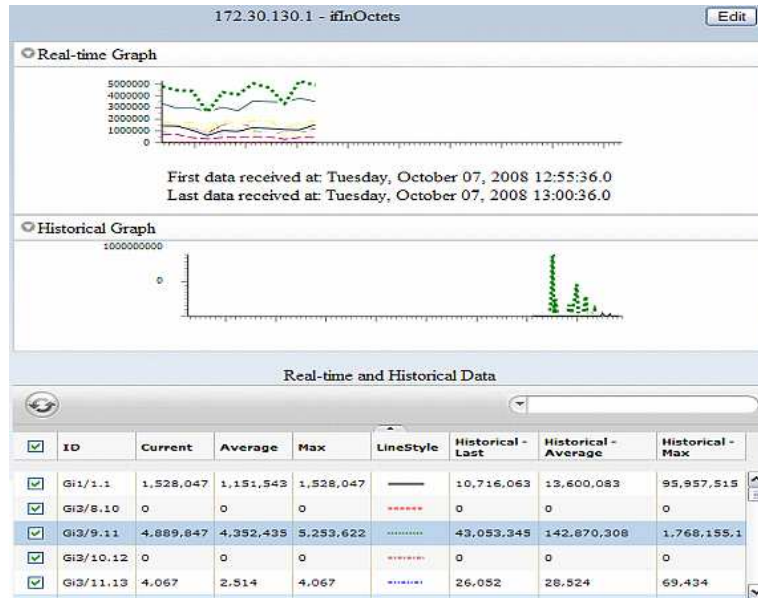 172.30.130.1 - ifInOctets
Edit
Real-time Graph
5000000
4000000
3000000
2000000
1000000
0
First data received at: Tuesday, October 07, 2008 12:55:36.0
Last data received at: Tuesday, October 07, 2008 13:00:36.0
Historical Graph
1000000000
0
Real-time and Historical Data
ID Current Average Max LineStyle Historical - Last Historical - Average Historical - Max
Gi1/1.1 1,528,047 1,151,543 1,528,047 10,716,063 13,600,083 95,957,515
Gi3/8.10 0 0 0 0 0 0
Gi3/9.11 4,889,847 4,352,435 5,253,622 43,053,345 142,870,308 1,768,155,1
Gi3/10.12 0 0 0 0 0 0
Gi3/11.13 4,067 2,514 4,067 26,052 28,524 69,434